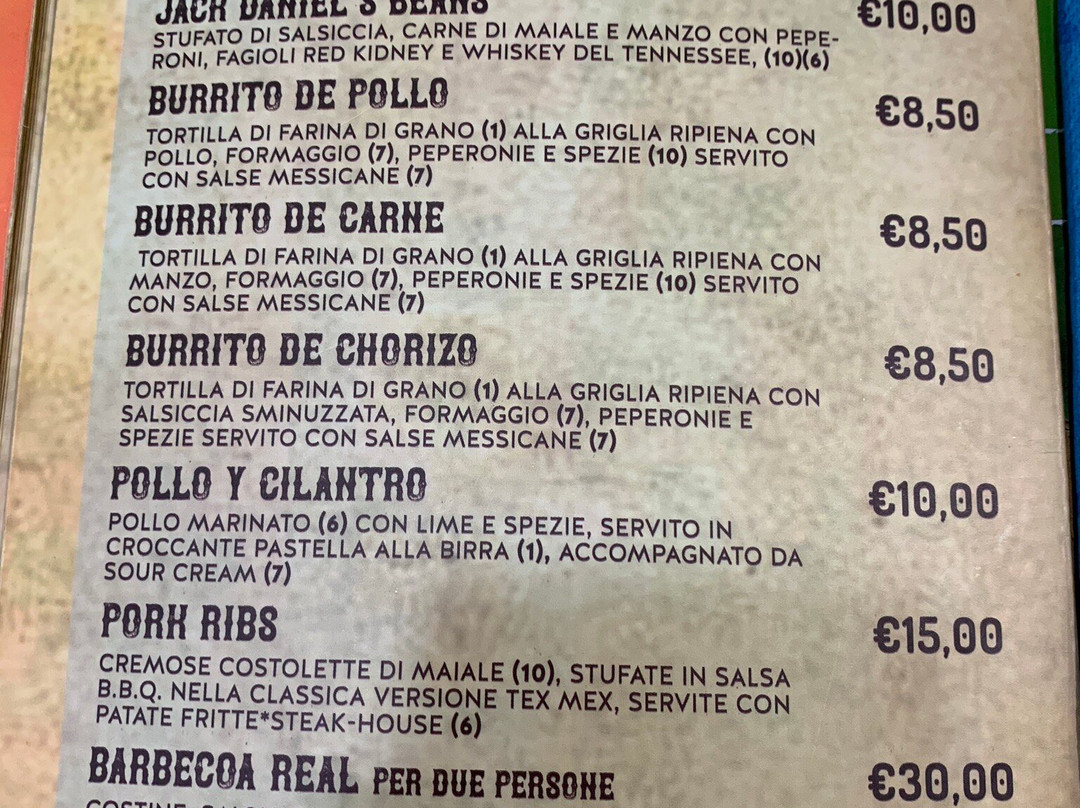 JACK DANIEL'S BEANS €10,00
STUFATO DI SALSICCIA, CARNE DI MAIALE E MANZO CON PEPE-
RONI, FAGIOLI RED KIDNEY E WHISKEY DEL TENNESSEE, (10)(6)
BURRITO DE POLLO €8,50
TORTILLA DI FARINA DI GRANO (1) ALLA GRIGLIA RIPIENA CON
POLLO, FORMAGGIO (7), PEPERONIE E SPEZIE (10) SERVITO
CON SALSE MESSICANE (7)
BURRITO DE CARNE €8,50
TORTILLA DI FARINA DI GRANO (1) ALLA GRIGLIA RIPIENA CON
MANZO, FORMAGGIO (7), PEPERONIE E SPEZIE (10) SERVITO
CON SALSE MESSICANE (7)
BURRITO DE CHORIZO €8,50
TORTILLA DI FARINA DI GRANO (1) ALLA GRIGLIA RIPIENA CON
SALSICCIA SMINUZZATA, FORMAGGIO (7), PEPERONIE E
SPEZIE SERVITO CON SALSE MESSICANE (7)
POLLO Y CILANTRO €10,00
POLLO MARINATO (6) CON LIME E SPEZIE, SERVITO IN
CROCCANTE PASTELLA ALLA BIRRA (1), ACCOMPAGNATO DA
SOUR CREAM (7)
PORK RIBS €15,00
CREMOSE COSTOLETTE DI MAIALE (10), STUFATE IN SALSA
B.B.Q. NELLA CLASSICA VERSIONE TEX MEX, SERVITE CON
PATATE FRITTE*STEAK-HOUSE (6)
BARBECOA REAL PER DUE PERSONE €30,00